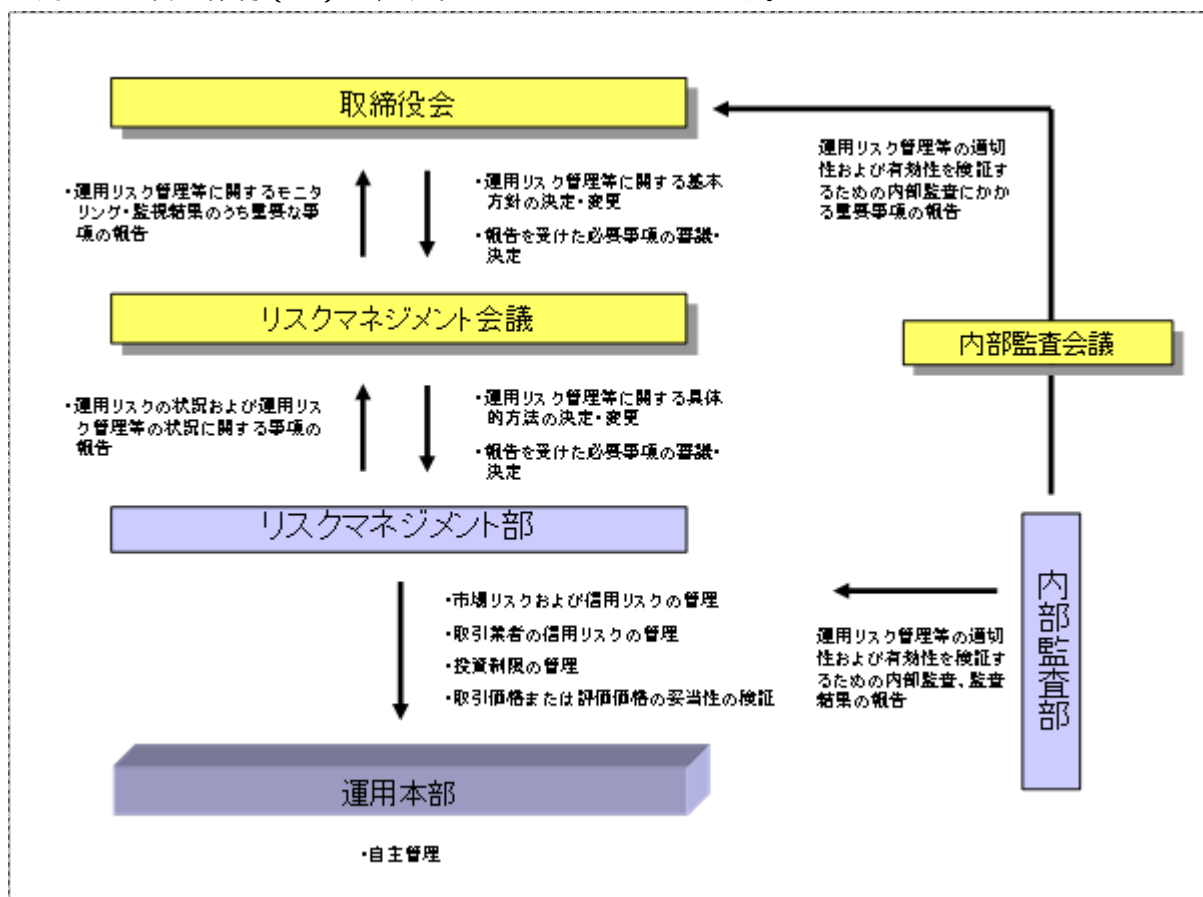 取締役会
・運用リスク管理等に関するモニタ
リング・監視結果のうち重要な事
項の報告
・運用リスク管理等に関する基本
方針の決定・変更
・報告を受けた必要事項の審議・
決定
運用リスク管理等の適切
性および有効性を検証す
るための内部監査にかか
る重要事項の報告
リスクマネジメント会議
内部監査会議
・運用リスクの状況および運用リス
ク管理等の状況に関する事項の
報告
・運用リスク管理等に関する具体
的方法の決定・変更
・報告を受けた必要事項の審議・
決定
リスクマネジメント部
内部監査部
・市場リスクおよび信用リスクの管理
・取引業者の信用リスクの管理
・投資制限の管理
・取引価格または評価価格の妥当性の検証
運用リスク管理等の適切
性および有効性を検証す
るための内部監査、監査
結果の報告
運用本部
・自主管理